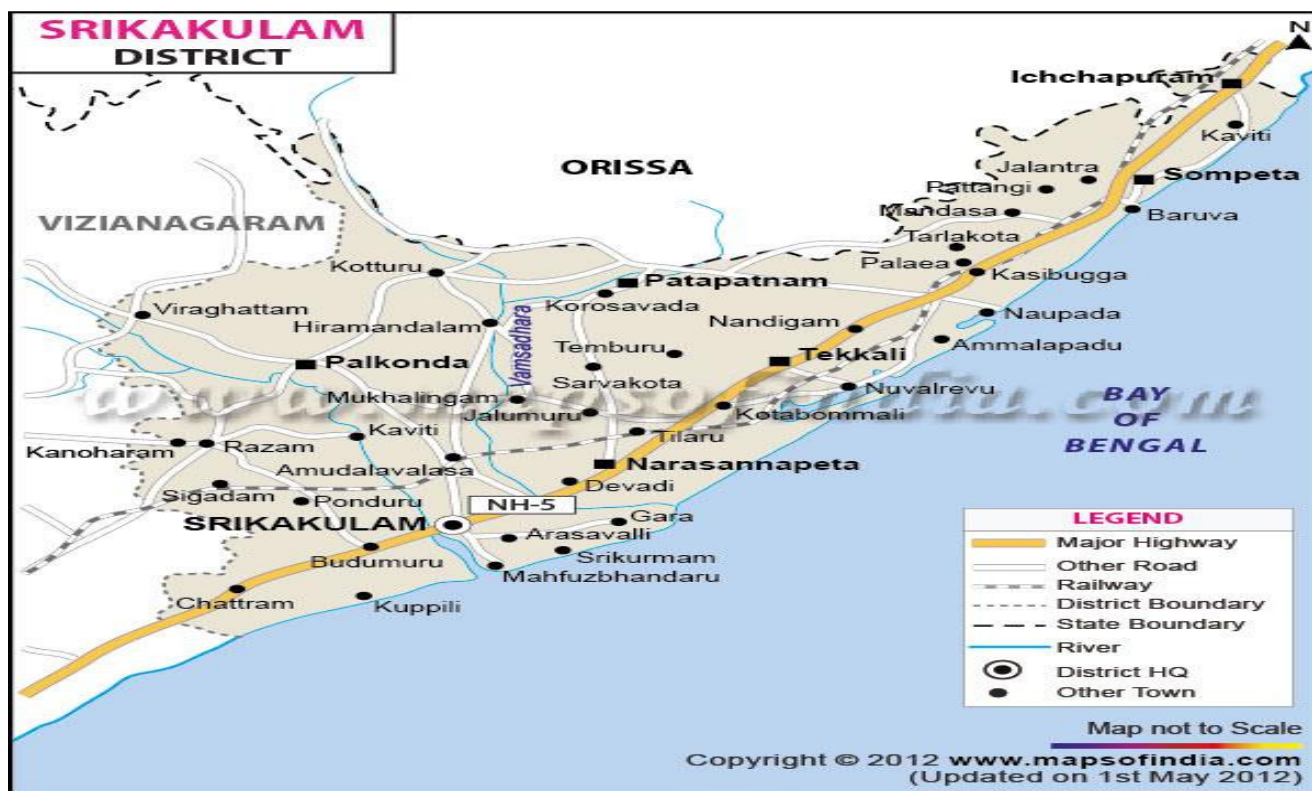 SRIKAKULAM
DISTRICT
N
Ichchapuram
Kaviti
ORISSA
Jalantra
Pattangi
Sompeta
VIZIANAGARAM
Mandasa
Baruva
Tarlakota
Kotturu
Palaea
Kasibugga
Patapatnam
Korosavada
Viraghattam
Hiramandalam
Vamsadhara
Nandigam
Naupada
Temburu
Tekkali
Ammalapadu
Palkonda
Sarvakota
Nuvalrevu
www.mapsofindia.com
Mukhalingam
Jalumuru
Kotabommali
BAY
OF
BENGAL
Kaviti
Tilaru
Kanoharam
Razam
Amudalavalasa
Narasannapeta
Sigadam
Devadi
Ponduru
NH-5
SRIKAKULAM
Gara
Arasavalli
Budumuru
Srikurmam
Mahfuzbhandaru
Chattram
Kuppili
LEGEND
Major Highway
Other Road
Railway
District Boundary
State Boundary
River
District HQ
Other Town
Map not to Scale
Copyright © 2012 www.mapsofindia.com
(Updated on 1st May 2012)